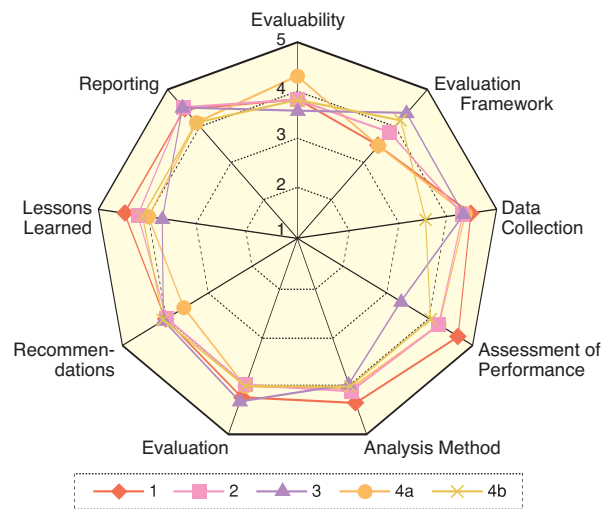 Evaluability
5
4
3
2
1
Reporting
Evaluation
Framework
Lessons
Learned
Data
Collection
Recommen-
dations
Assessment of
Performance
Evaluation
Analysis Method
1 2 3 4a 4b